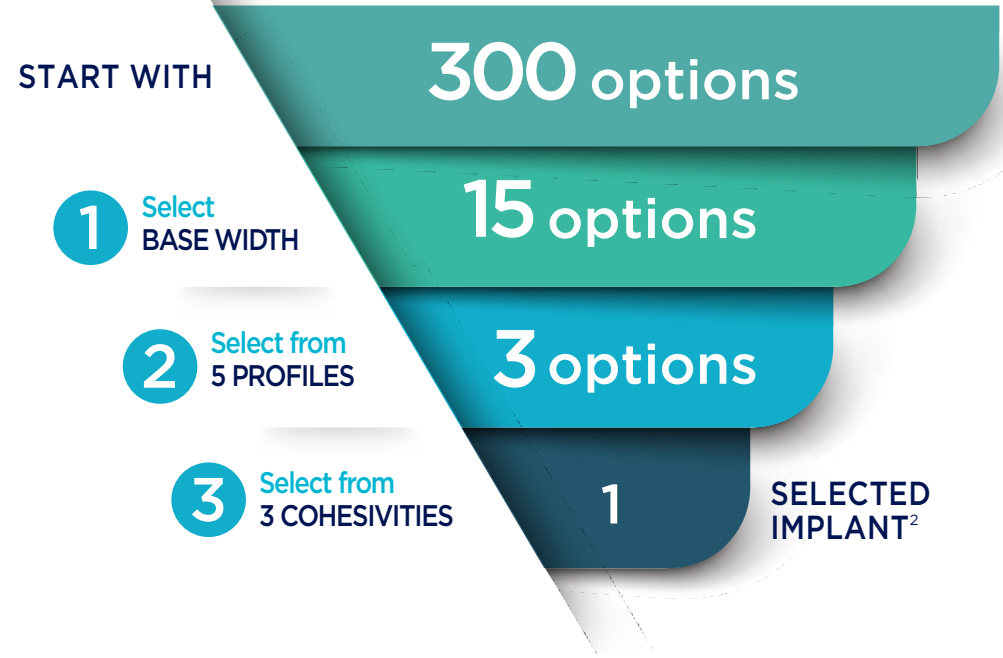 START WITH
300 options
1
Select
BASE WIDTH
15 options
2
Select from
5 PROFILES
3 options
3
Select from
3 COHESIVITIES
1
SELECTED
IMPLANT²